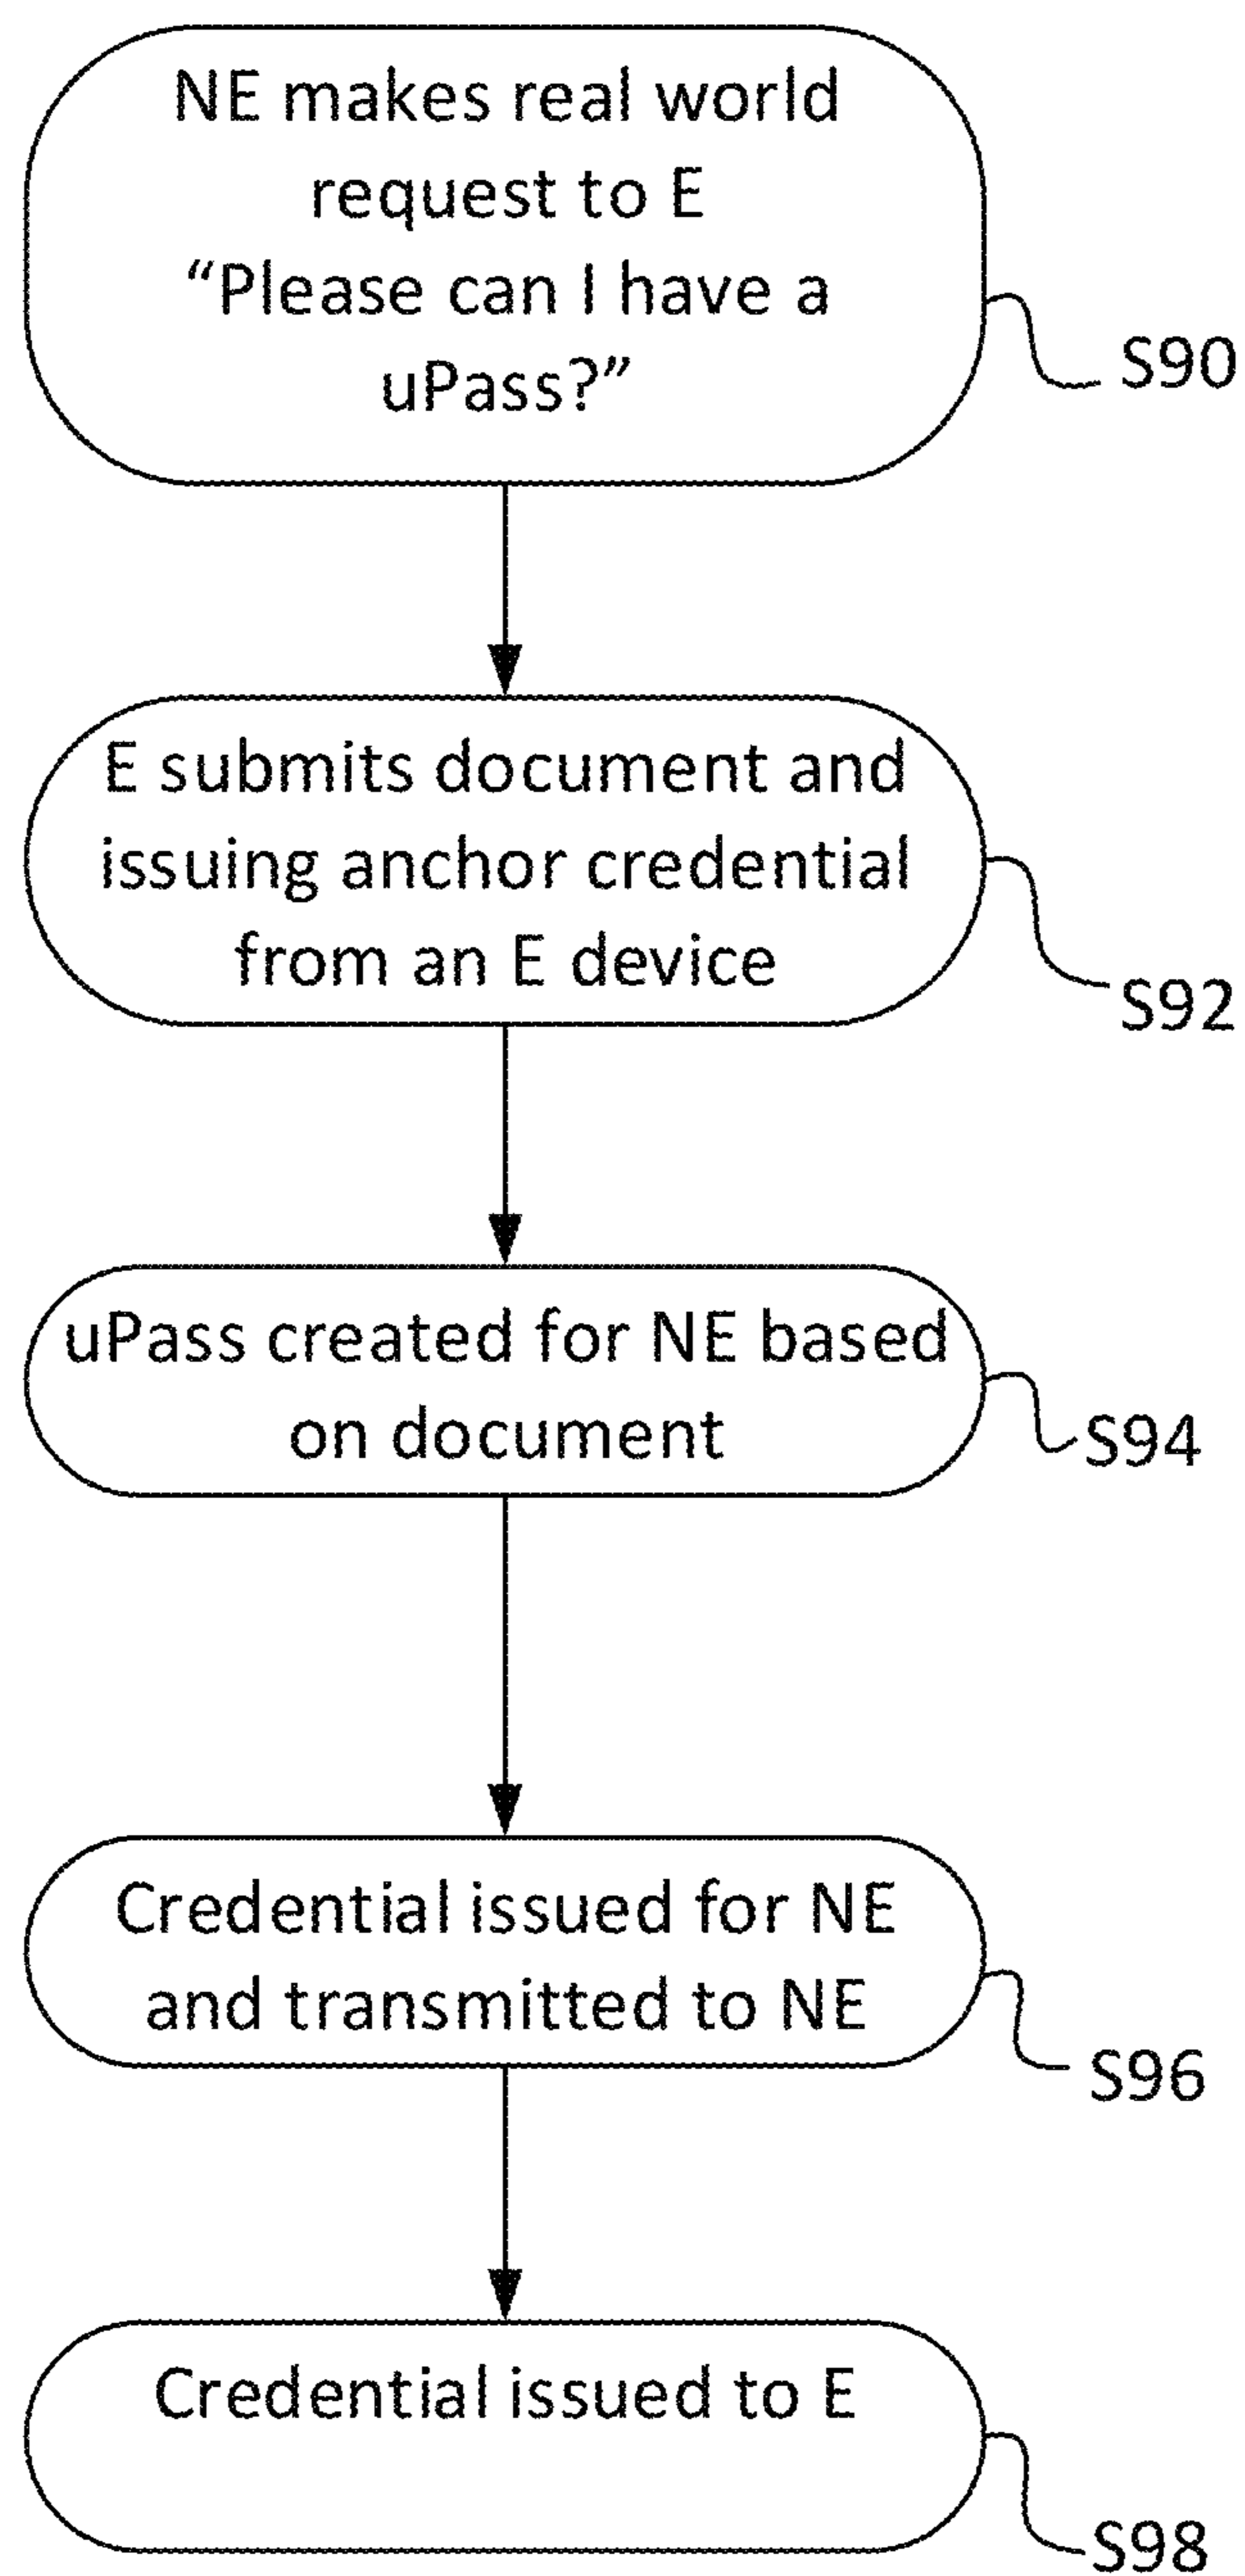 NE makes real world
request to E
“Please can I have a
uPass?”
S90
E submits document and
issuing anchor credential
from an E device
S92
uPass created for NE based
on document
S94
Credential issued for NE
and transmitted to NE
S96
Credential issued to E
S98